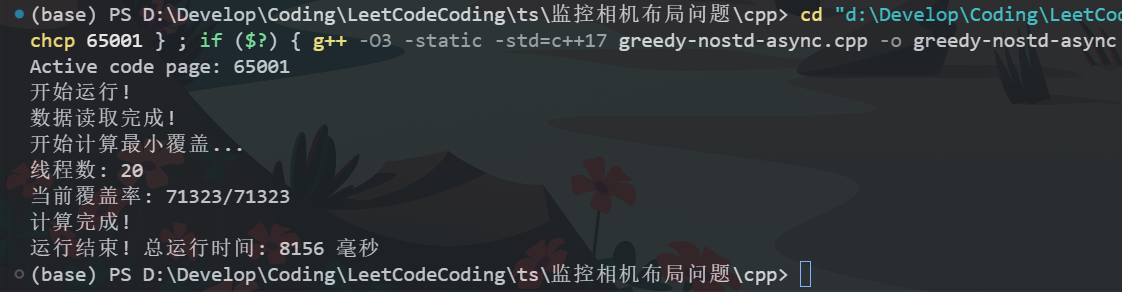 (base) PS D:\Develop\Coding\LeetCodeCoding\ts\监控相机布局问题\cpp> cd "d:\Develop\Coding\LeetCo
chcp 65001 } ; if ($?) { g++ -O3 -static -std=c++17 greedy-nostd-async.cpp -o greedy-nostd-async
Active code page: 65001
开始运行!
数据读取完成!
开始计算最小覆盖...
线程数: 20
当前覆盖率: 71323/71323
计算完成!
运行结束! 总运行时间: 8156 毫秒
(base) PS D:\Develop\Coding\LeetCodeCoding\ts\监控相机布局问题\cpp>